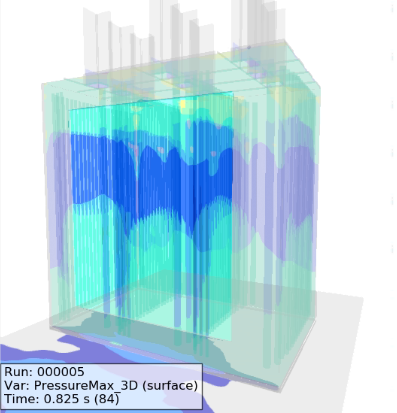 Run: 000005
Var: PressureMax_3D (surface)
Time: 0.825 s (84)